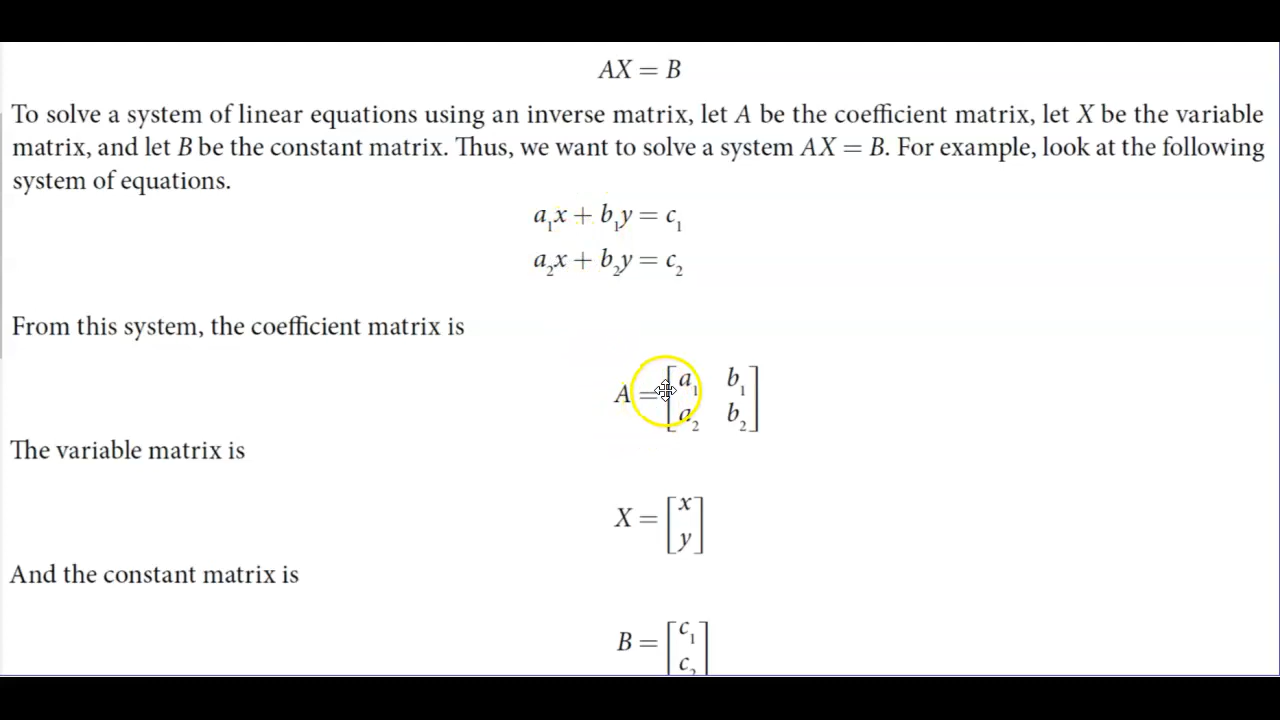 AX = B
To solve a system of linear equations using an inverse matrix, let A be the coefficient matrix, let X be the variable
matrix, and let B be the constant matrix. Thus, we want to solve a system AX = B. For example, look at the following
system of equations.
a₁x + b₁y = c₁
a₂x + b₂y = c₂
From this system, the coefficient matrix is
A = [a₁ b₁
a₂ b₂]
The variable matrix is
X = [x
y]
And the constant matrix is
B = [c₁
c₂]